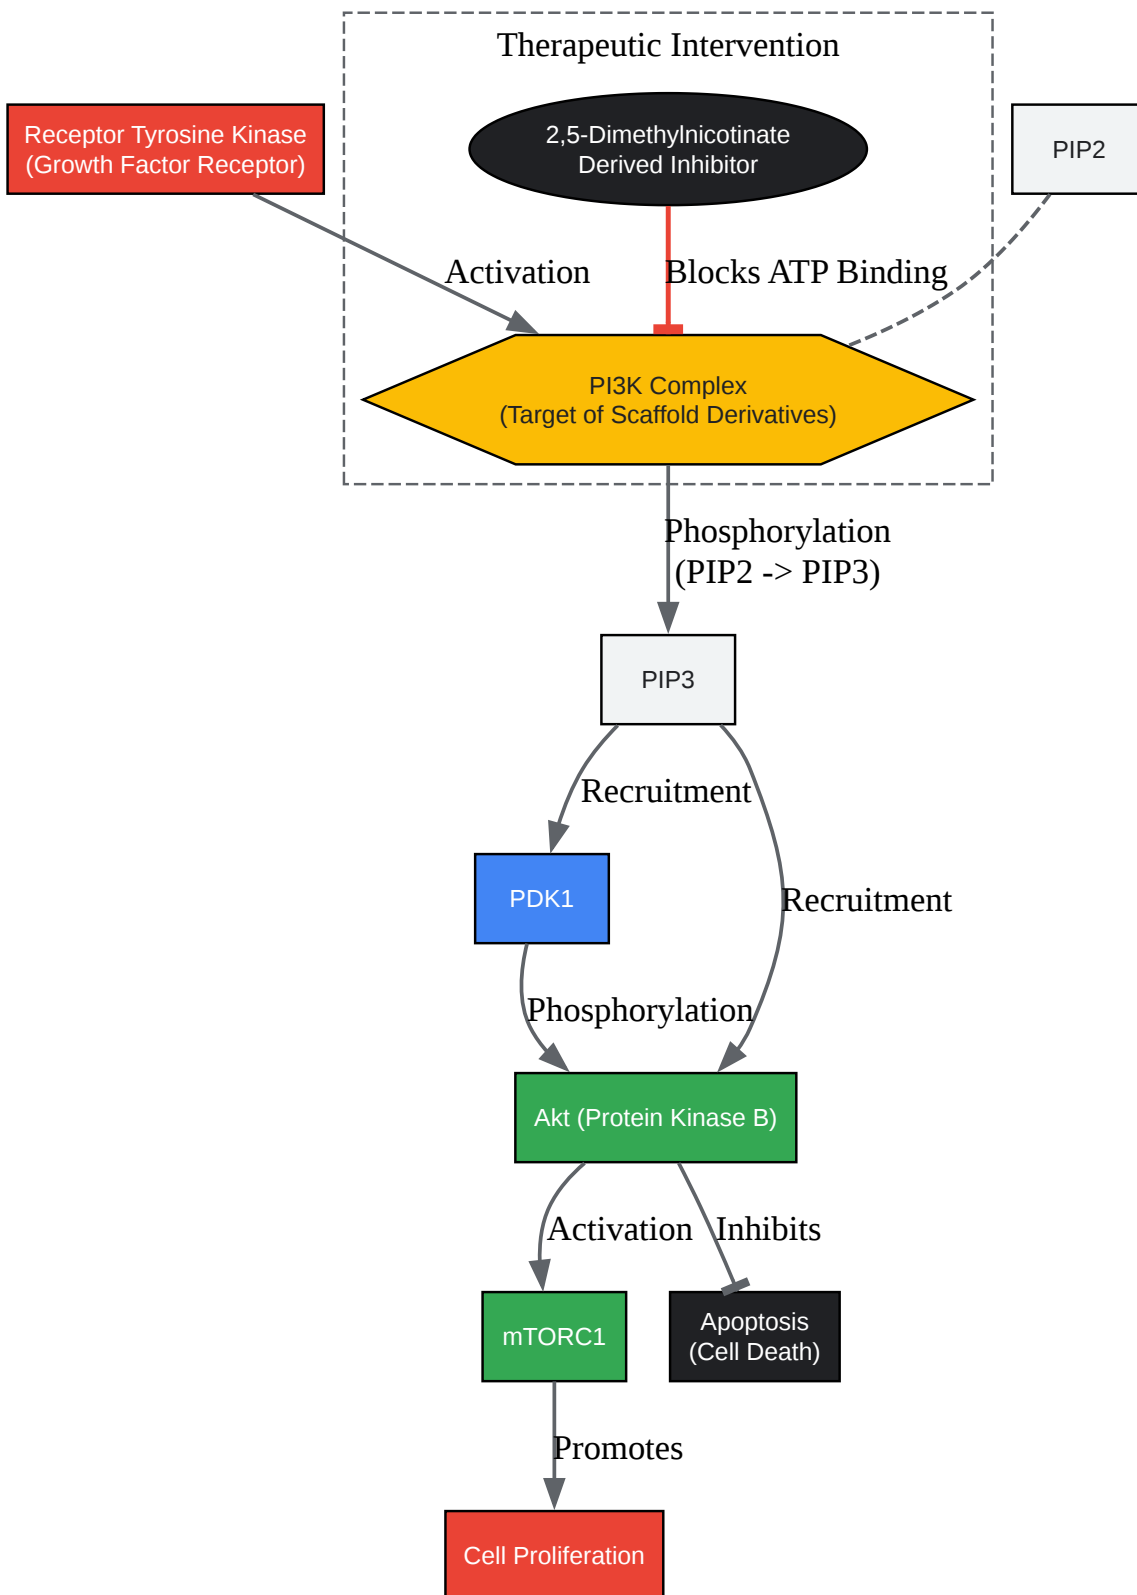 Therapeutic Intervention
Receptor Tyrosine Kinase
(Growth Factor Receptor)
2,5-Dimethylnicotinate
Derived Inhibitor
PIP2
Activation
Blocks ATP Binding
PI3K Complex
(Target of Scaffold Derivatives)
Phosphorylation
(PIP2 -> PIP3)
PIP3
Recruitment
PDK1
Recruitment
Phosphorylation
Akt (Protein Kinase B)
Activation
Inhibits
mTORC1
Apoptosis
(Cell Death)
Promotes
Cell Proliferation